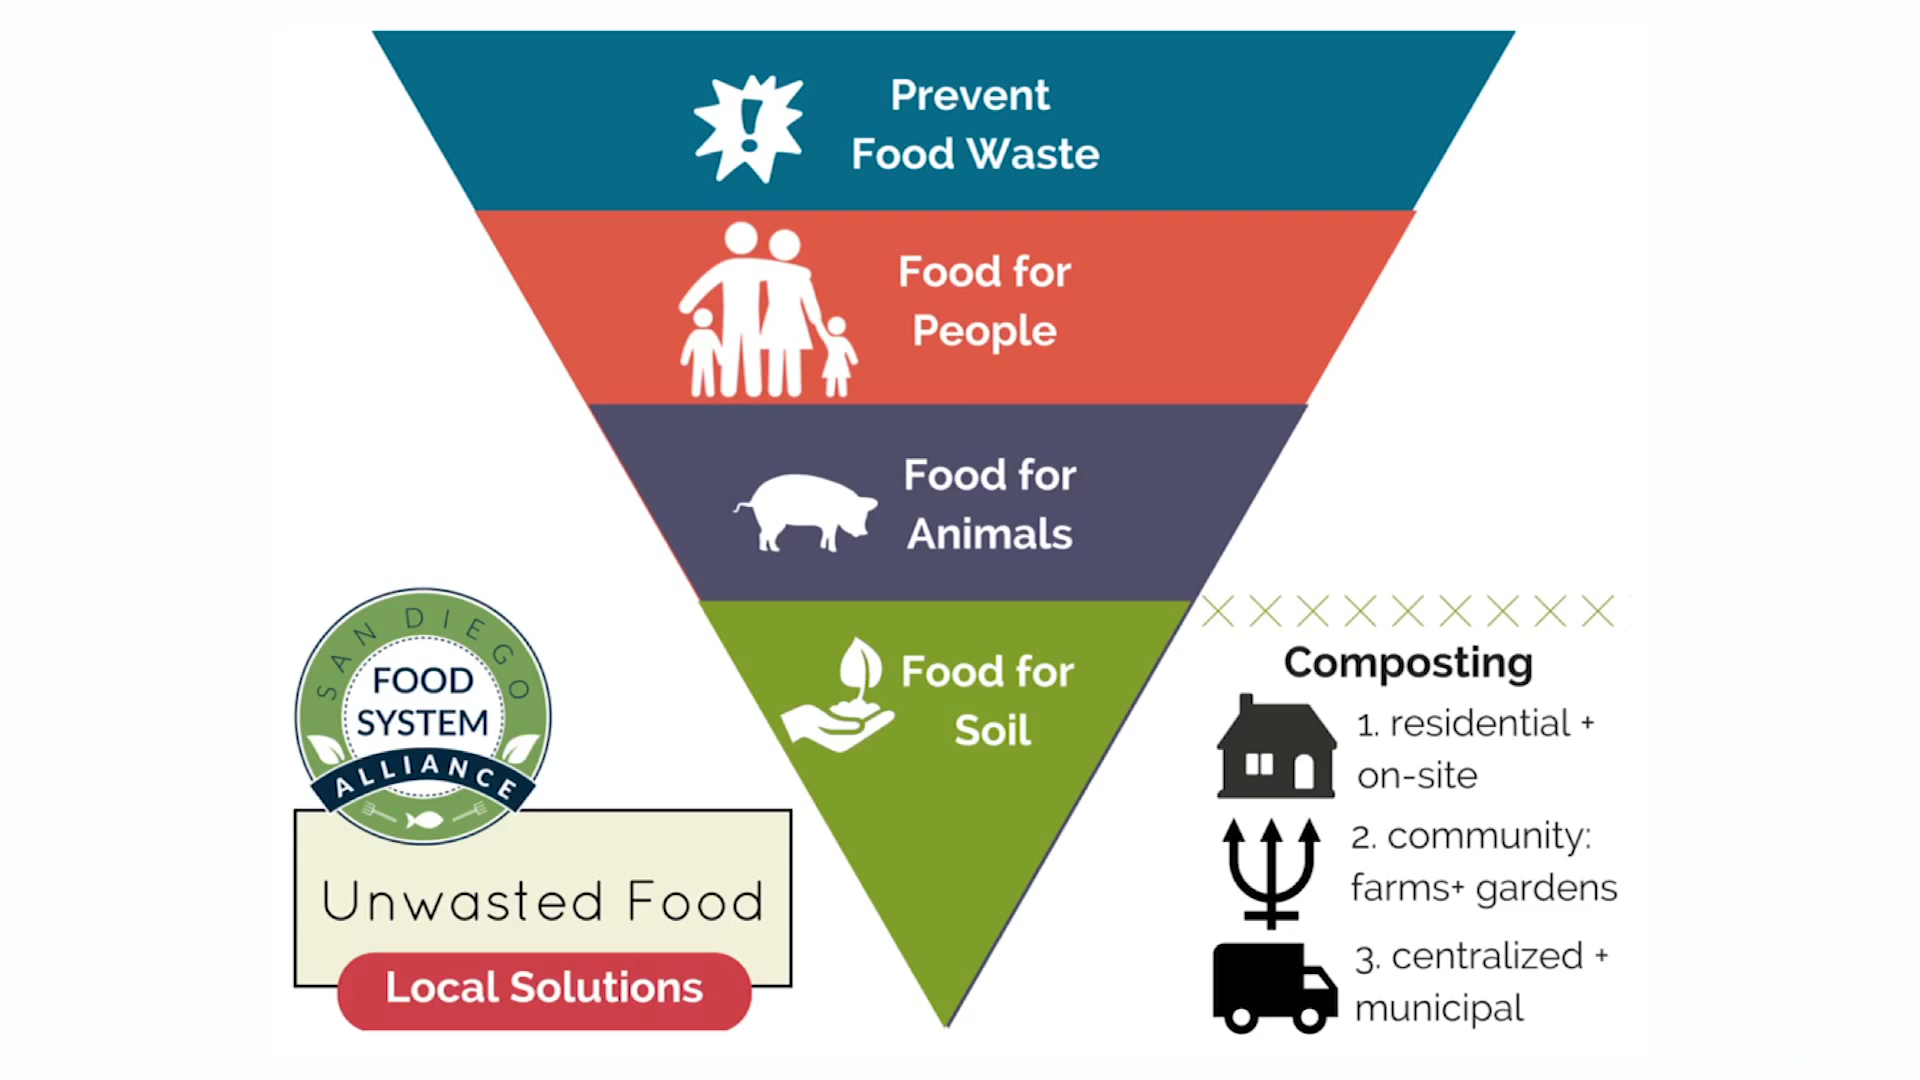 Prevent
Food Waste
Food for
People
Food for
Animals
Food for
Soil
SAN DIEGO
FOOD
SYSTEM
ALLIANCE
Unwasted Food
Local Solutions
Composting
1. residential +
on-site
2. community:
farms+ gardens
3. centralized +
municipal